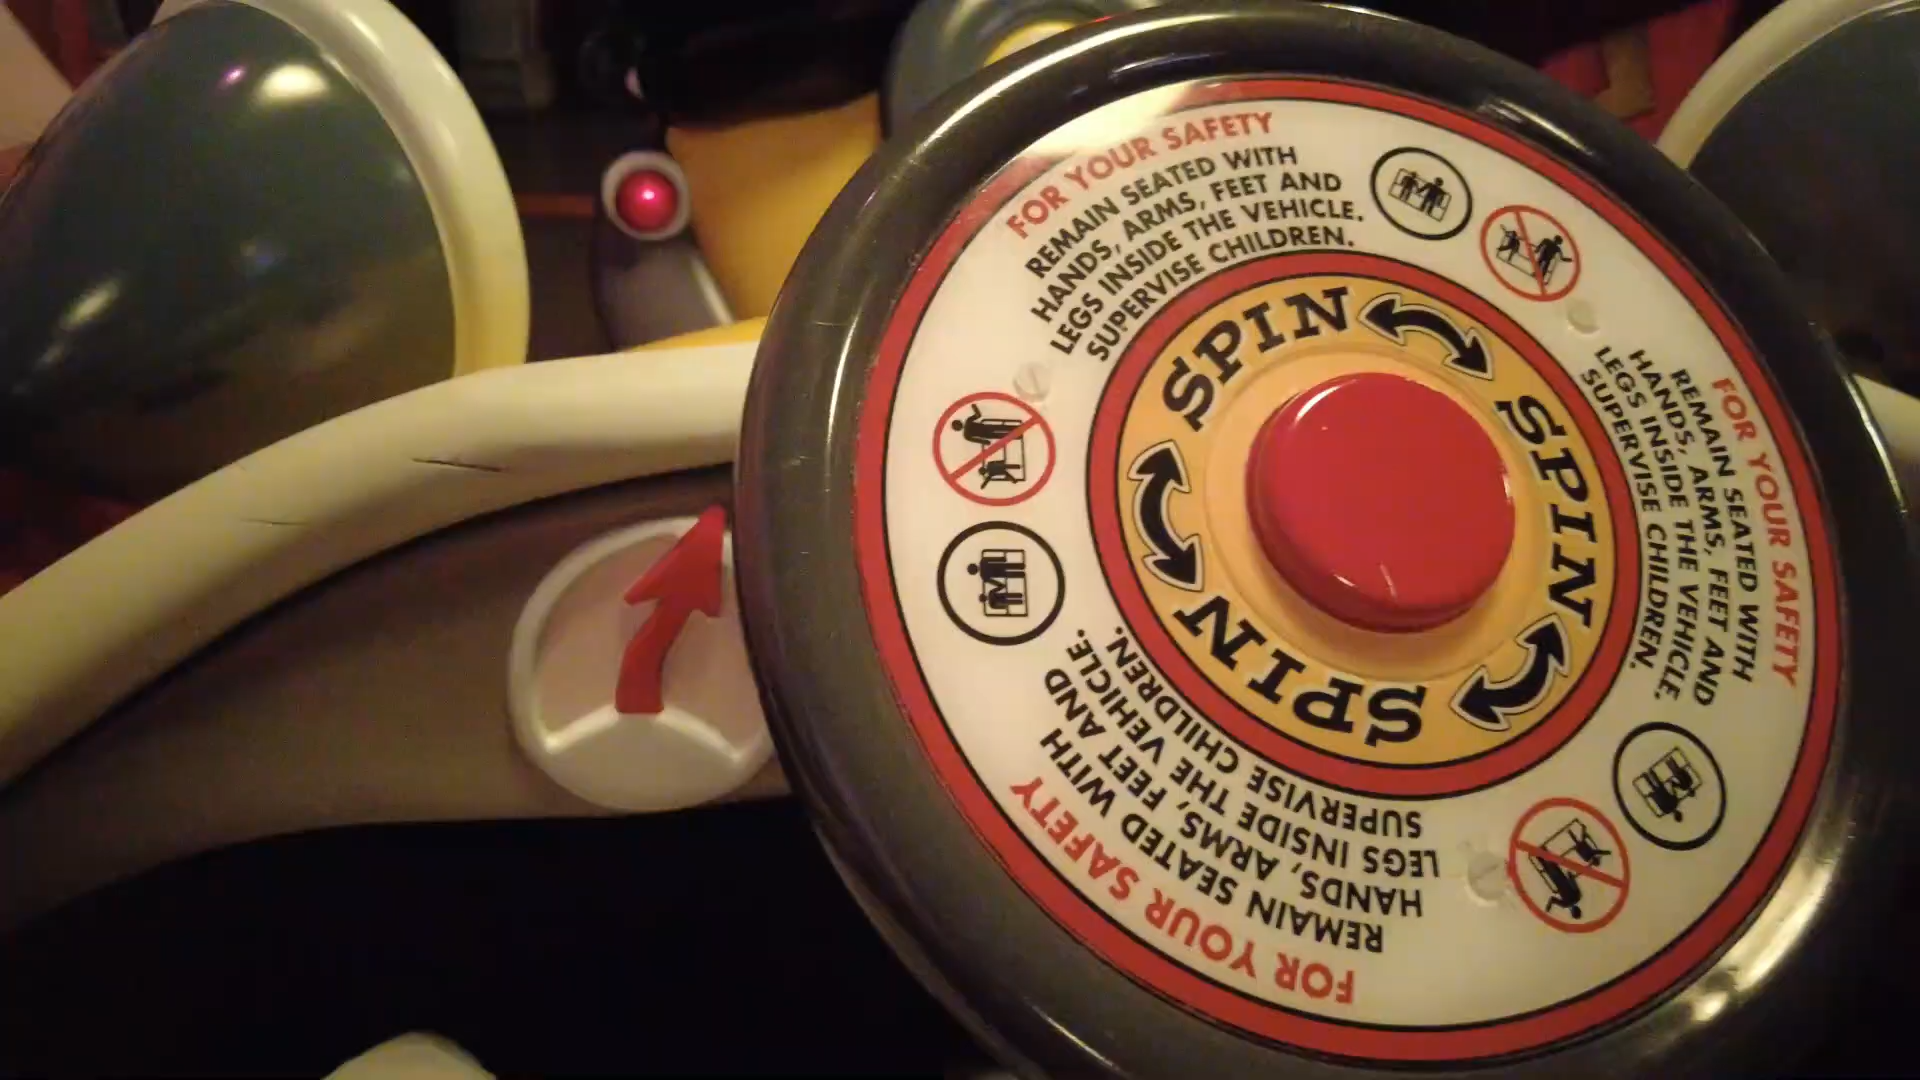 FOR YOUR SAFETY
REMAIN SEATED WITH
HANDS, ARMS, FEET AND
LEGS INSIDE THE VEHICLE.
SUPERVISE CHILDREN.
FOR YOUR SAFETY
REMAIN SEATED WITH
HANDS, ARMS, FEET AND
LEGS INSIDE THE VEHICLE.
SUPERVISE CHILDREN.
FOR YOUR SAFETY
REMAIN SEATED WITH
HANDS, ARMS, FEET AND
LEGS INSIDE THE VEHICLE.
SUPERVISE CHILDREN.
SPIN
SPIN
SPIN